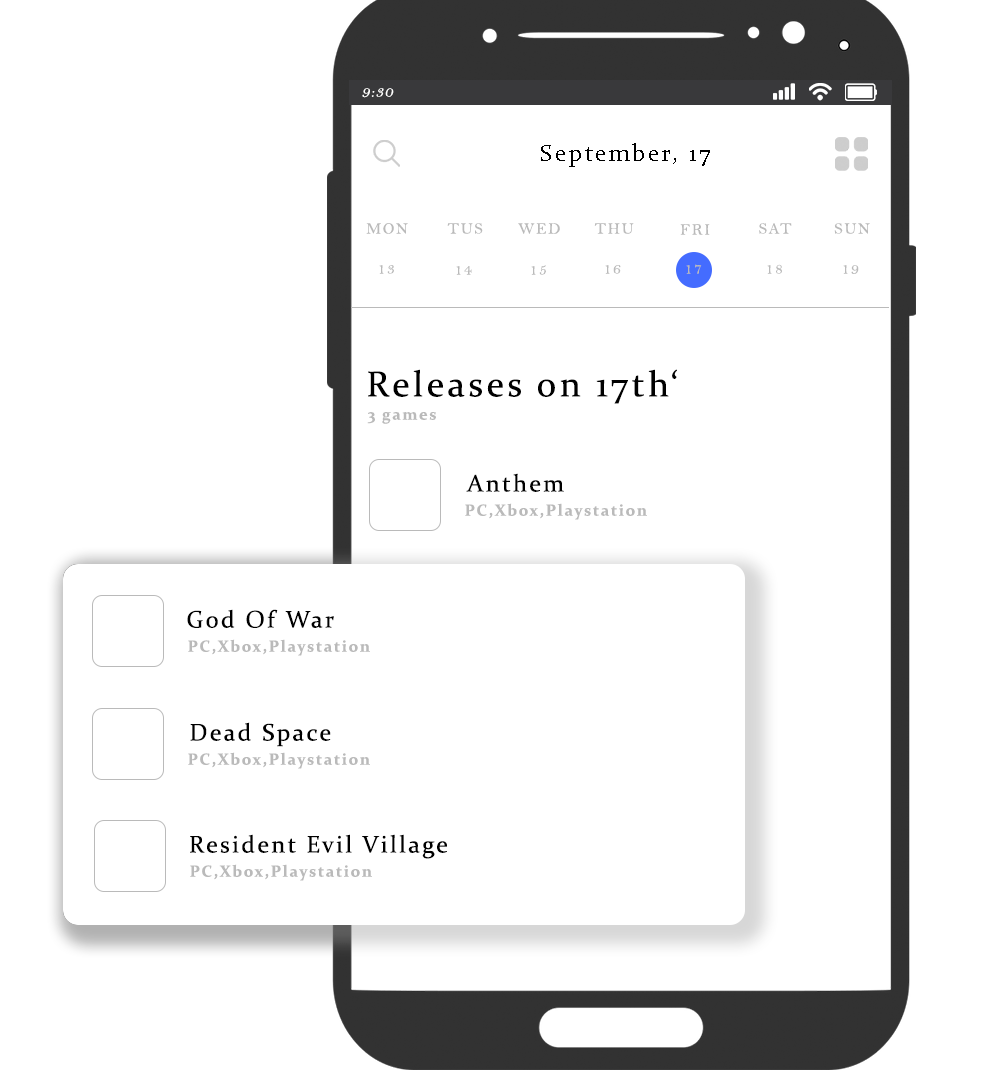 9:30
September, 17
MON TUS WED THU FRI SAT SUN
13 14 15 16 17 18 19
Releases on 17th‘
3 games
Anthem
PC,Xbox,Playstation
God Of War
PC,Xbox,Playstation
Dead Space
PC,Xbox,Playstation
Resident Evil Village
PC,Xbox,Playstation